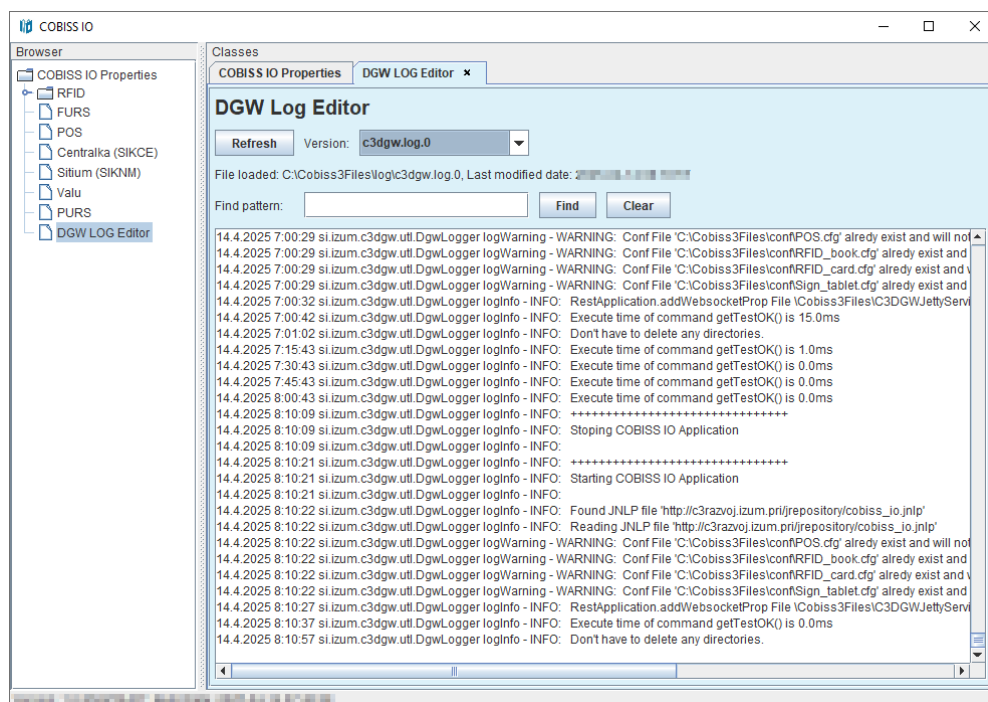 COBISS IO
Browser
COBISS IO Properties
RFID
FURS
POS
Centralka (SIKCE)
Sitium (SIKNM)
Valu
PURS
DGW LOG Editor
Classes
COBISS IO Properties DGW LOG Editor
DGW Log Editor
Refresh Version: c3dgw.log.0
File loaded: C:\Cobiss3Files\log\c3dgw.log.0, Last modified date:
Find pattern: Find Clear
14.4.2025 7:00:29 si.izum.c3dgw.utl.DgwLogger logWarning - WARNING: Conf File 'C:\Cobiss3Files\conf\POS.cfg' alredy exist and will not
14.4.2025 7:00:29 si.izum.c3dgw.utl.DgwLogger logWarning - WARNING: Conf File 'C:\Cobiss3Files\conf\RFID_book.cfg' alredy exist and
14.4.2025 7:00:29 si.izum.c3dgw.utl.DgwLogger logWarning - WARNING: Conf File 'C:\Cobiss3Files\conf\RFID_card.cfg' alredy exist and
14.4.2025 7:00:29 si.izum.c3dgw.utl.DgwLogger logWarning - WARNING: Conf File 'C:\Cobiss3Files\conf\Sign_tablet.cfg' alredy exist and
14.4.2025 7:00:32 si.izum.c3dgw.utl.DgwLogger logInfo - INFO: RestApplication.addWebsocketProp File \Cobiss3Files\C3DGWJettyServi
14.4.2025 7:00:42 si.izum.c3dgw.utl.DgwLogger logInfo - INFO: Execute time of command getTestOK() is 15.0ms
14.4.2025 7:01:02 si.izum.c3dgw.utl.DgwLogger logInfo - INFO: Don't have to delete any directories.
14.4.2025 7:15:43 si.izum.c3dgw.utl.DgwLogger logInfo - INFO: Execute time of command getTestOK() is 1.0ms
14.4.2025 7:30:43 si.izum.c3dgw.utl.DgwLogger logInfo - INFO: Execute time of command getTestOK() is 0.0ms
14.4.2025 7:45:43 si.izum.c3dgw.utl.DgwLogger logInfo - INFO: Execute time of command getTestOK() is 0.0ms
14.4.2025 8:00:43 si.izum.c3dgw.utl.DgwLogger logInfo - INFO: Execute time of command getTestOK() is 0.0ms
14.4.2025 8:10:09 si.izum.c3dgw.utl.DgwLogger logInfo - INFO: +++++++++++++++++++++++++++++++
14.4.2025 8:10:09 si.izum.c3dgw.utl.DgwLogger logInfo - INFO: Stoping COBISS IO Application
14.4.2025 8:10:09 si.izum.c3dgw.utl.DgwLogger logInfo - INFO:
14.4.2025 8:10:21 si.izum.c3dgw.utl.DgwLogger logInfo - INFO: +++++++++++++++++++++++++++++++
14.4.2025 8:10:21 si.izum.c3dgw.utl.DgwLogger logInfo - INFO: Starting COBISS IO Application
14.4.2025 8:10:21 si.izum.c3dgw.utl.DgwLogger logInfo - INFO:
14.4.2025 8:10:22 si.izum.c3dgw.utl.DgwLogger logInfo - INFO: Found JNLP file 'http://c3razvoj.izum.pri/jrepository/cobiss_io.jnlp'
14.4.2025 8:10:22 si.izum.c3dgw.utl.DgwLogger logInfo - INFO: Reading JNLP file 'http://c3razvoj.izum.pri/jrepository/cobiss_io.jnlp'
14.4.2025 8:10:22 si.izum.c3dgw.utl.DgwLogger logWarning - WARNING: Conf File 'C:\Cobiss3Files\conf\POS.cfg' alredy exist and will not
14.4.2025 8:10:22 si.izum.c3dgw.utl.DgwLogger logWarning - WARNING: Conf File 'C:\Cobiss3Files\conf\RFID_book.cfg' alredy exist and
14.4.2025 8:10:22 si.izum.c3dgw.utl.DgwLogger logWarning - WARNING: Conf File 'C:\Cobiss3Files\conf\RFID_card.cfg' alredy exist and
14.4.2025 8:10:22 si.izum.c3dgw.utl.DgwLogger logWarning - WARNING: Conf File 'C:\Cobiss3Files\conf\Sign_tablet.cfg' alredy exist and
14.4.2025 8:10:27 si.izum.c3dgw.utl.DgwLogger logInfo - INFO: RestApplication.addWebsocketProp File \Cobiss3Files\C3DGWJettyServi
14.4.2025 8:10:37 si.izum.c3dgw.utl.DgwLogger logInfo - INFO: Execute time of command getTestOK() is 0.0ms
14.4.2025 8:10:57 si.izum.c3dgw.utl.DgwLogger logInfo - INFO: Don't have to delete any directories.